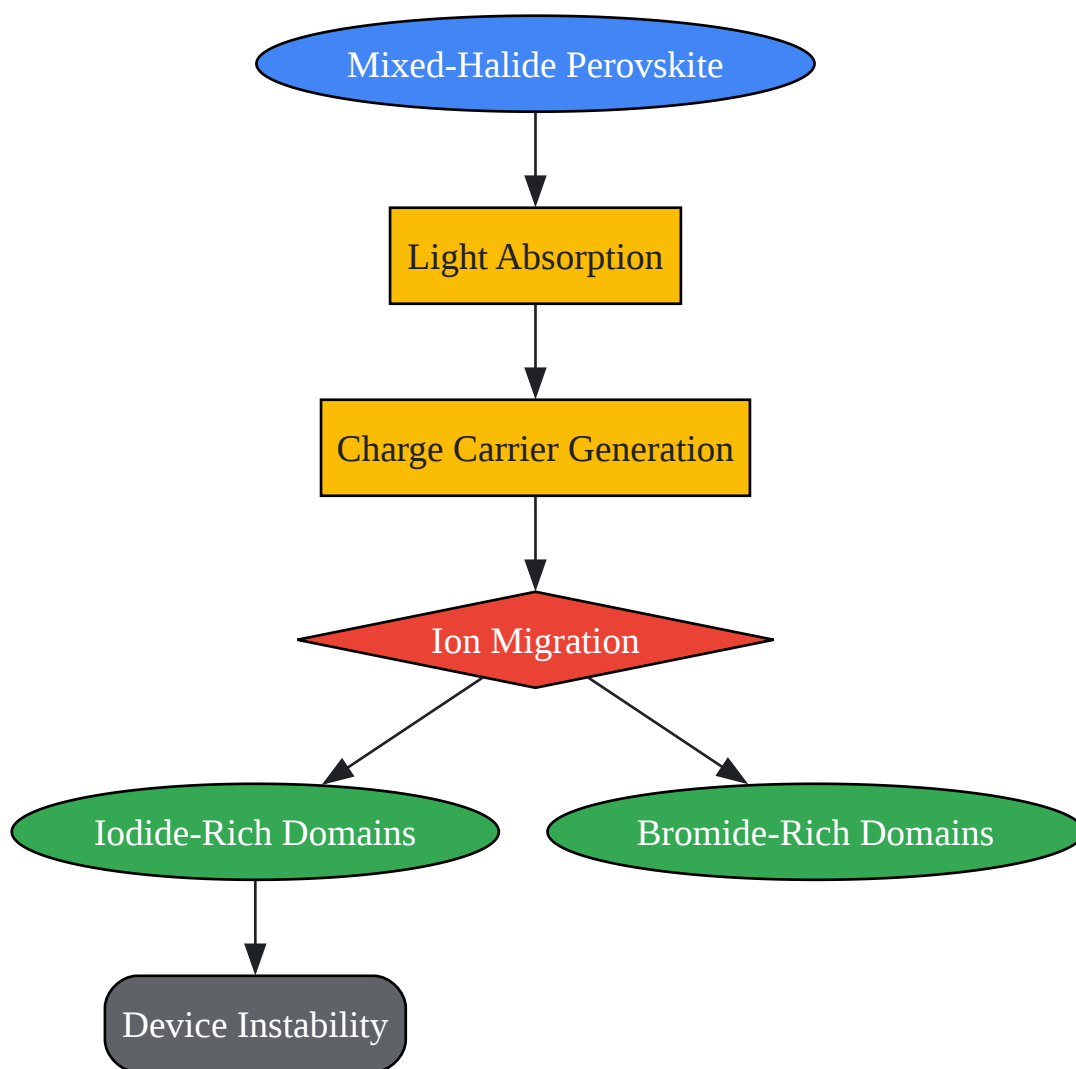 Mixed-Halide Perovskite
Light Absorption
Charge Carrier Generation
Ion Migration
Iodide-Rich Domains
Bromide-Rich Domains
Device Instability